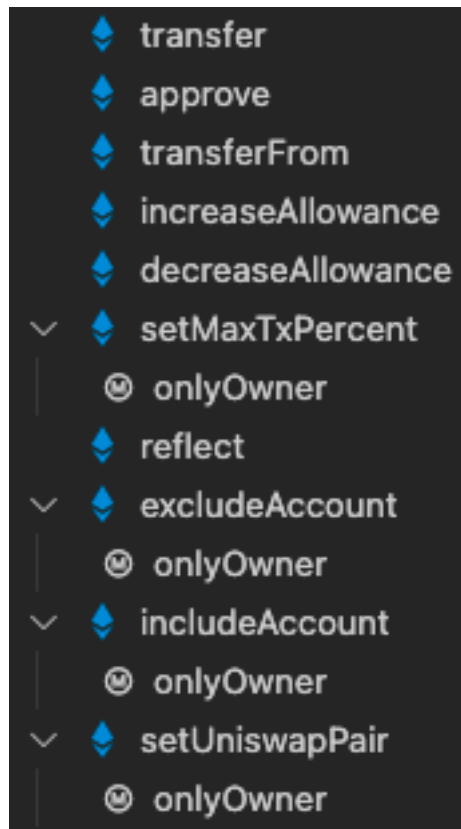 transfer
approve
transferFrom
increaseAllowance
decreaseAllowance
setMaxTxPercent
onlyOwner
reflect
excludeAccount
onlyOwner
includeAccount
onlyOwner
setUniswapPair
onlyOwner